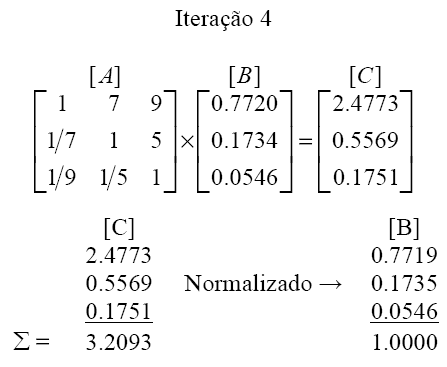 Iteração 4
[A] [B] [C]
1 7 9 0.7720 2.4773
1/7 1 5 × 0.1734 = 0.5569
1/9 1/5 1 0.0546 0.1751
[C] [B]
2.4773 0.7719
0.5569 Normalizado → 0.1735
0.1751 0.0546
Σ = 3.2093 1.0000